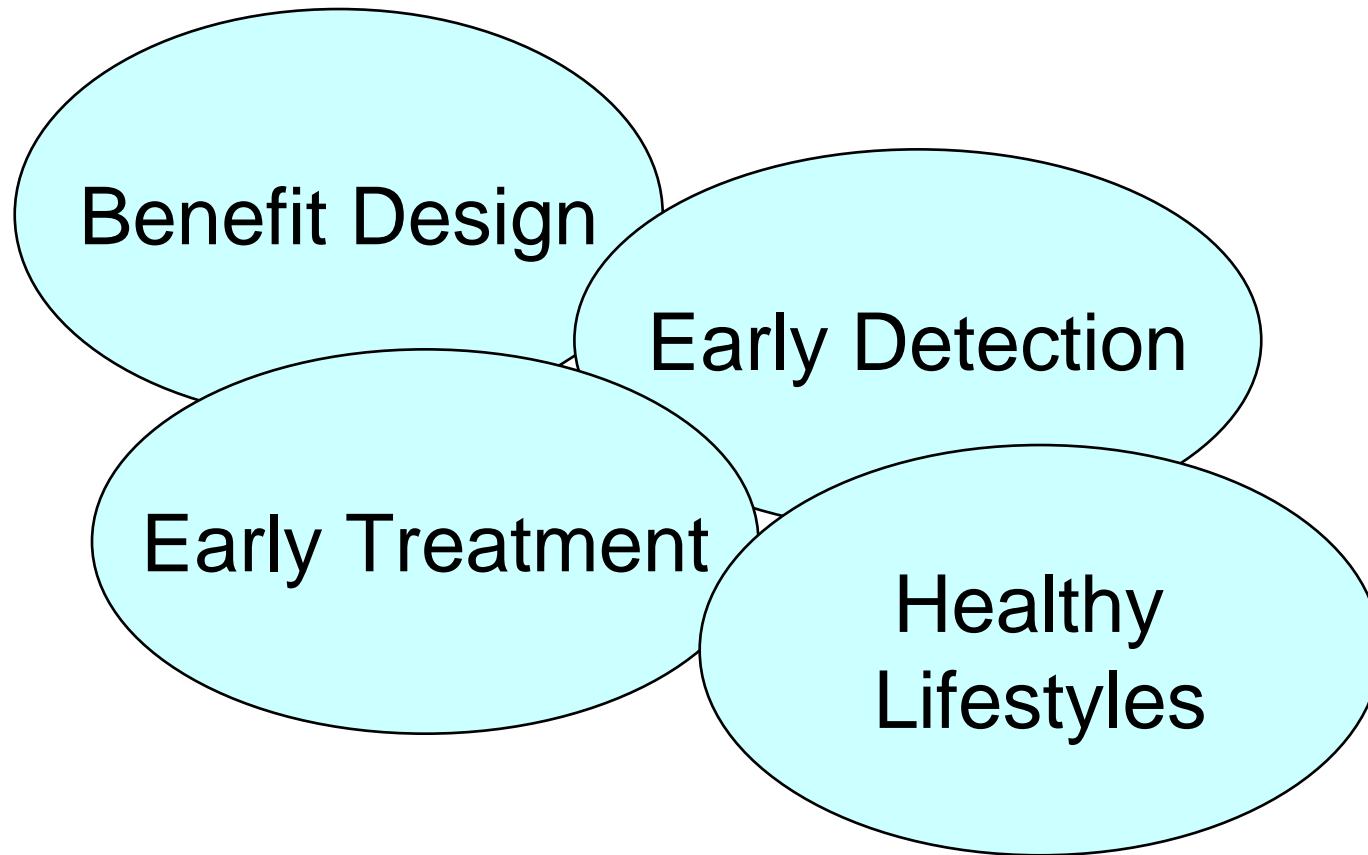 Benefit Design
Early Detection
Early Treatment
Healthy
Lifestyles